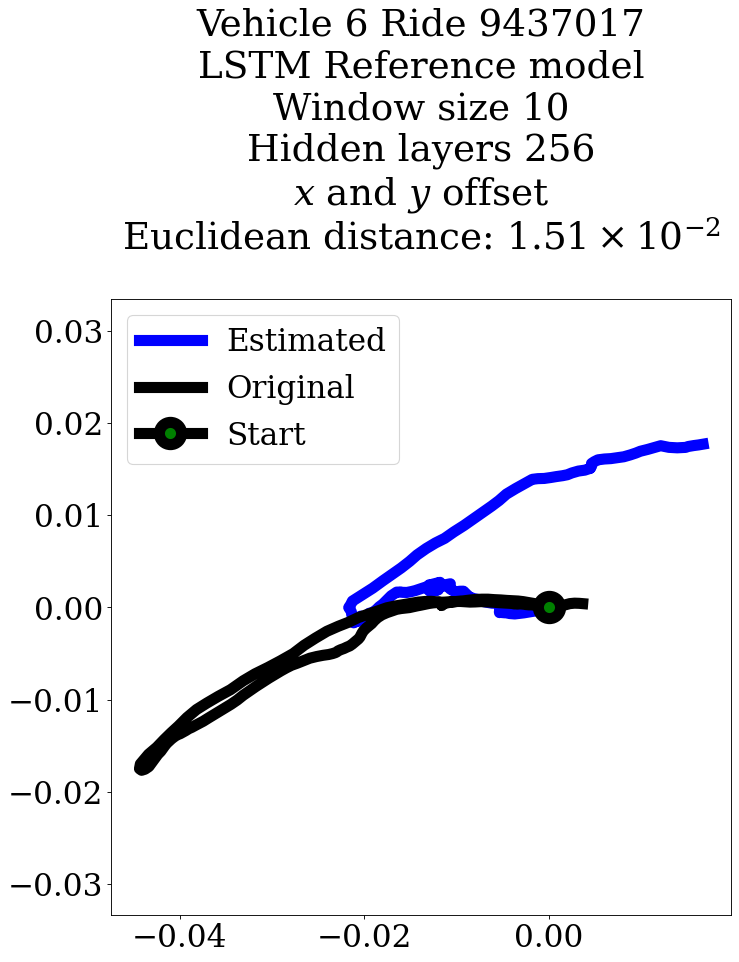 Vehicle 6 Ride 9437017
LSTM Reference model
Window size 10
Hidden layers 256
x and y offset
Euclidean distance: 1.51 × 10⁻²
Estimated
Original
Start
0.03
0.02
0.01
0.00
−0.01
−0.02
−0.03
−0.04
−0.02
0.00